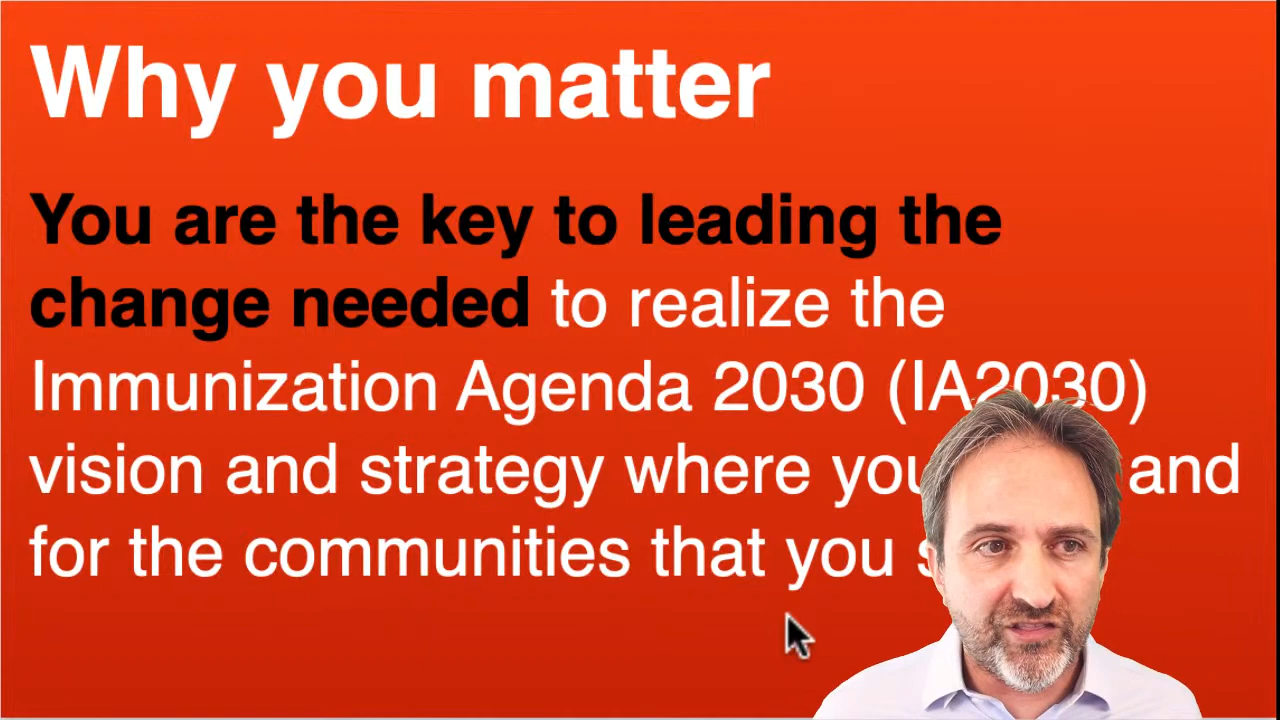 Why you matter
You are the key to leading the
change needed to realize the
Immunization Agenda 2030 (IA2030)
vision and strategy where you and
for the communities that you